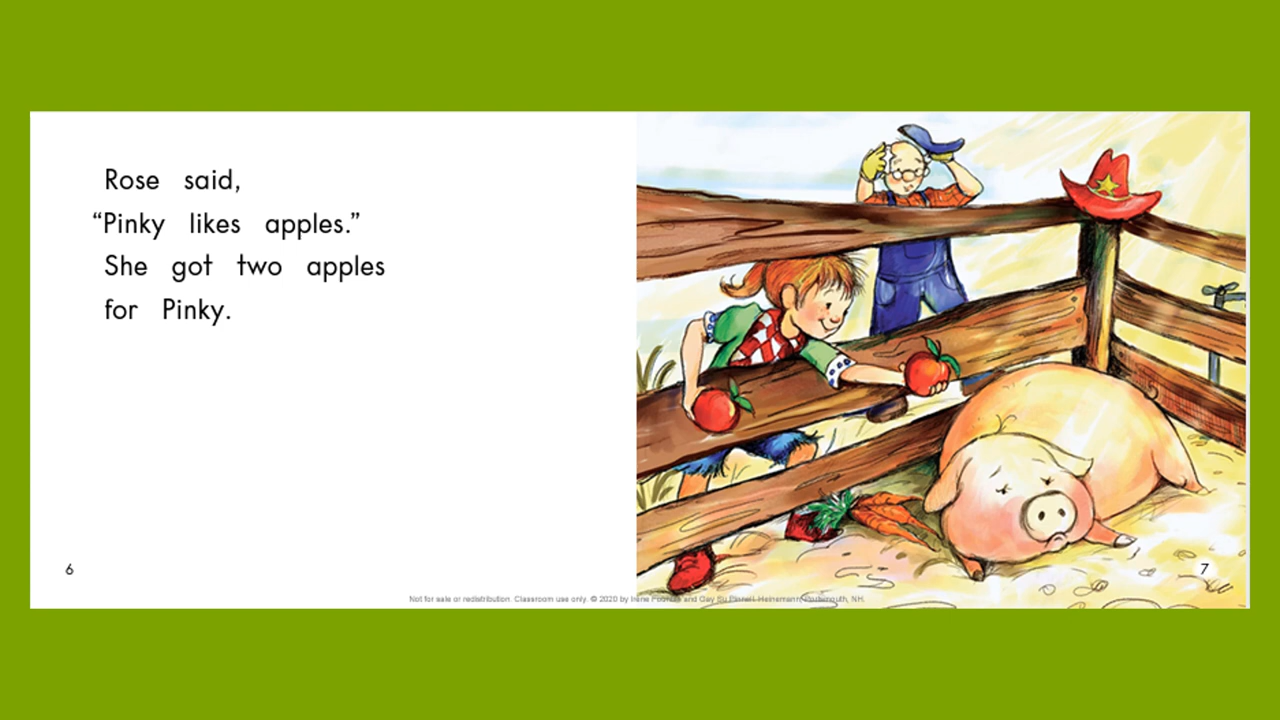 Rose said,
“Pinky likes apples.”
She got two apples
for Pinky.
6
7
Not for sale or redistribution. Classroom use only. © 2020 by Irene Fountas and Gay Su Pinnell. Heinemann, Portsmouth, NH.